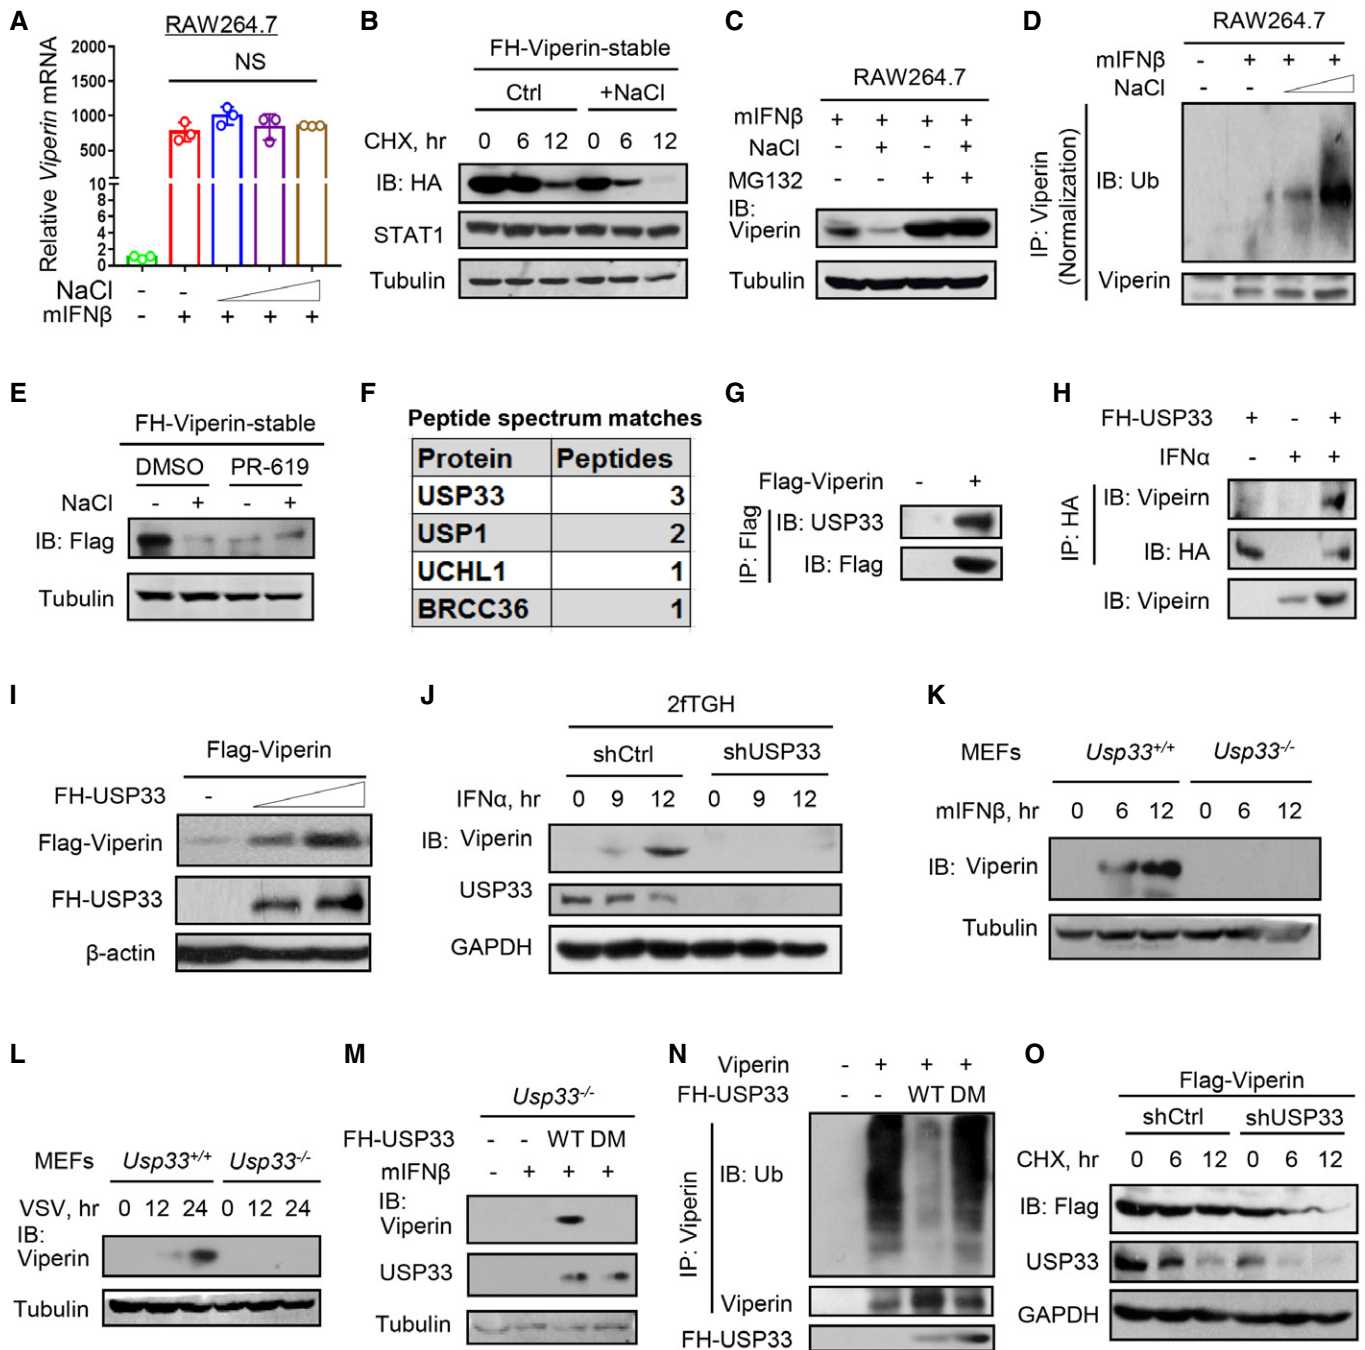 A
RAW264.7
Relative Viperin mRNA
2000
1500
1000
500
10
8
6
4
2
0
NS
NaCl - -
mIFNβ - + + + +
B
FH-Viperin-stable
Ctrl +NaCl
CHX, hr 0 6 12 0 6 12
IB: HA
STAT1
Tubulin
C
RAW264.7
mIFNβ + + + +
NaCl - + - +
MG132 - - + +
IB:
Viperin
Tubulin
D
RAW264.7
mIFNβ - + + +
NaCl - -
IP: Viperin
(Normalization)
IB: Ub
Viperin
E
FH-Viperin-stable
DMSO PR-619
NaCl - + - +
IB: Flag
Tubulin
F
Peptide spectrum matches
Protein Peptides
USP33 3
USP1 2
UCHL1 1
BRCC36 1
G
Flag-Viperin - +
IP: Flag
IB: USP33
IB: Flag
H
FH-USP33 + - +
IFNα - + +
IP: HA
IB: Vipeirn
IB: HA
IB: Vipeirn
I
Flag-Viperin
FH-USP33 -
Flag-Viperin
FH-USP33
β-actin
J
2fTGH
shCtrl shUSP33
IFNα, hr 0 9 12 0 9 12
IB: Viperin
USP33
GAPDH
K
MEFs Usp33+/+ Usp33-/-
mIFNβ, hr 0 6 12 0 6 12
IB: Viperin
Tubulin
L
MEFs Usp33+/+ Usp33-/-
VSV, hr 0 12 24 0 12 24
IB:
Viperin
Tubulin
M
Usp33-/-
FH-USP33 - - WT DM
mIFNβ - + + +
IB:
Viperin
USP33
Tubulin
N
Viperin - + + +
FH-USP33 - - WT DM
IP: Viperin
IB: Ub
Viperin
FH-USP33
O
Flag-Viperin
shCtrl shUSP33
CHX, hr 0 6 12 0 6 12
IB: Flag
USP33
GAPDH